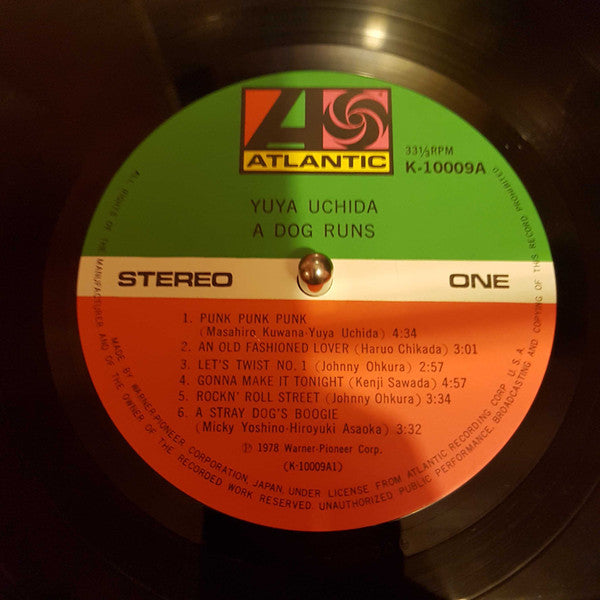 ATLANTIC
33⅓RPM
K-10009A
YUYA UCHIDA
A DOG RUNS
STEREO ONE
1. PUNK PUNK PUNK
(Masahiro Kuwana-Yuya Uchida) 4:34
2. AN OLD FASHIONED LOVER (Haruo Chikada) 3:01
3. LET'S TWIST NO. 1 (Johnny Ohkura) 2:57
4. GONNA MAKE IT TONIGHT (Kenji Sawada) 4:57
5. ROCKN' ROLL STREET (Johnny Ohkura) 3:34
6. A STRAY DOG'S BOOGIE
(Micky Yoshino-Hiroyuki Asaoka) 3:32
℗ 1978 Warner-Pioneer Corp.
(K-10009A1)
MADE BY WARNER-PIONEER CORPORATION, JAPAN, UNDER LICENSE FROM ATLANTIC RECORDING CORP. U.S.A.
ALL RIGHTS OF THE MANUFACTURER AND OF THE OWNER OF THE RECORDED WORK RESERVED. UNAUTHORIZED PUBLIC PERFORMANCE, BROADCASTING AND COPYING OF THIS RECORD PROHIBITED